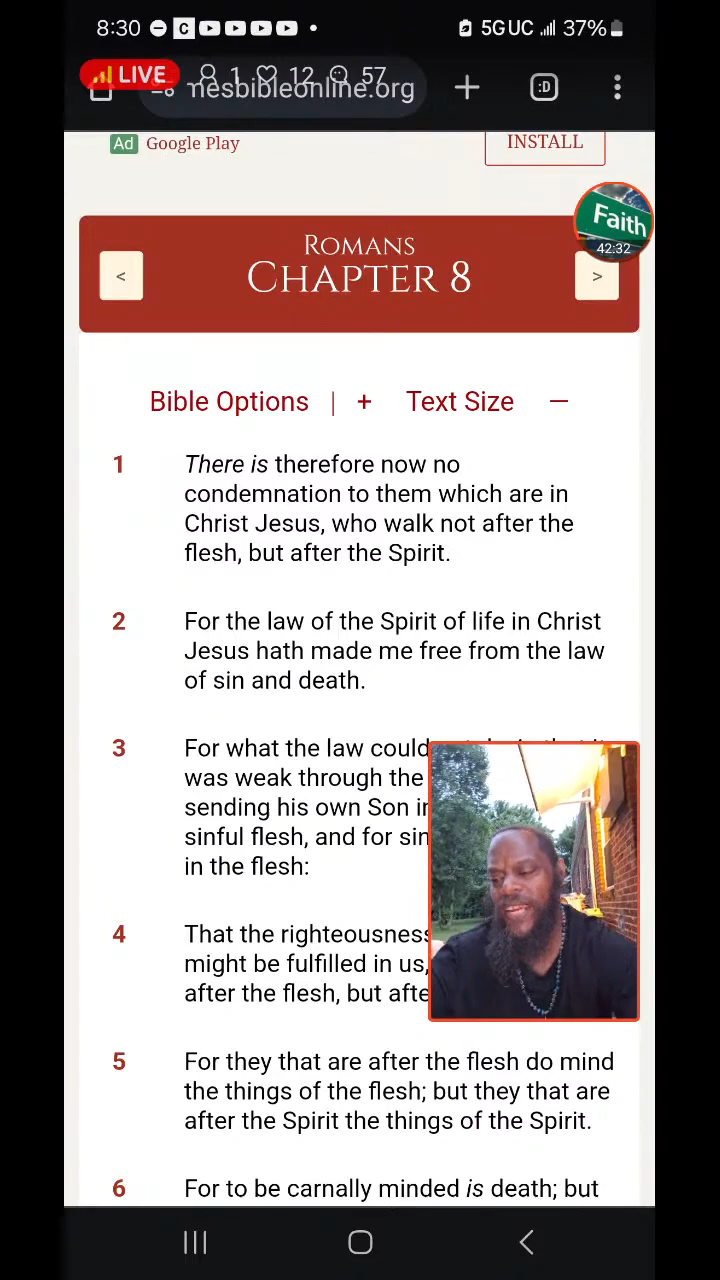 8:30 C 5GUC 37%
LIVE 1 12 57
nesbibleonline.org + :D
Ad Google Play INSTALL
Faith
42:32
ROMANS
< CHAPTER 8 >
Bible Options | + Text Size —
1 There is therefore now no
condemnation to them which are in
Christ Jesus, who walk not after the
flesh, but after the Spirit.
2 For the law of the Spirit of life in Christ
Jesus hath made me free from the law
of sin and death.
3 For what the law could
was weak through the
sending his own Son in
sinful flesh, and for sin
in the flesh:
4 That the righteousness
might be fulfilled in us,
after the flesh, but afte
5 For they that are after the flesh do mind
the things of the flesh; but they that are
after the Spirit the things of the Spirit.
6 For to be carnally minded is death; but